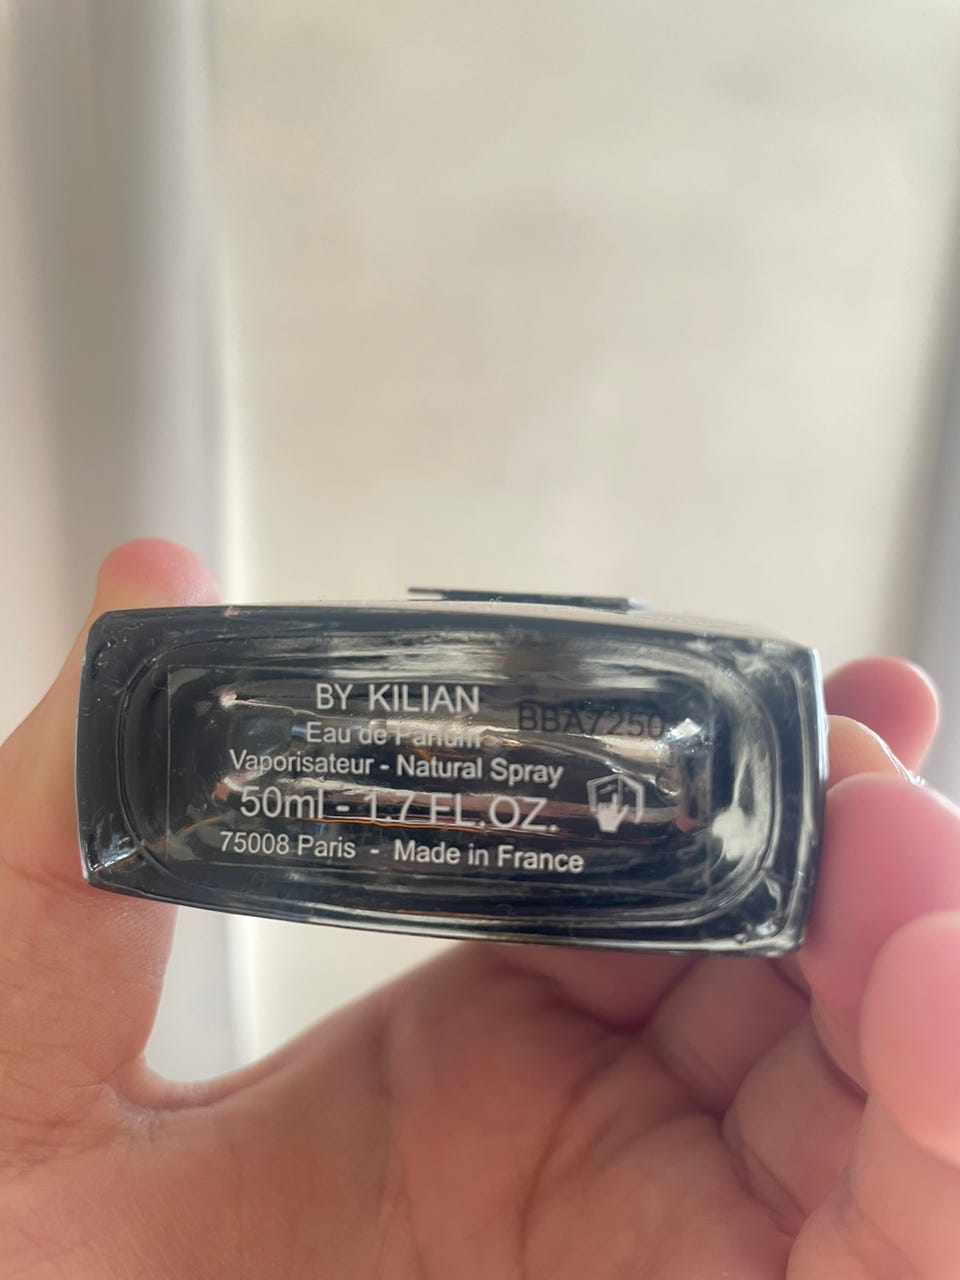 BY KILIAN
BBA7250
Eau de Parfum
Vaporisateur - Natural Spray
50ml - 1.7 FL.OZ.
75008 Paris - Made in France